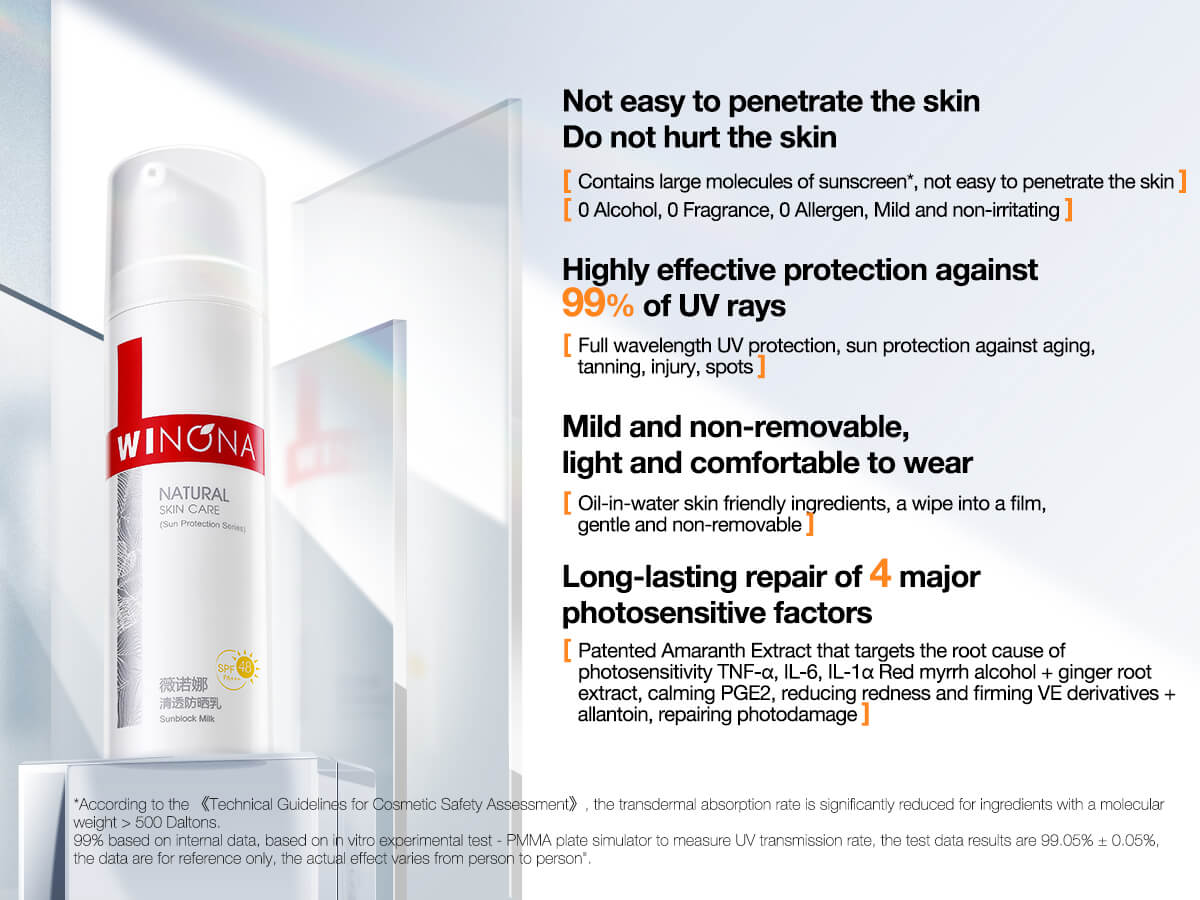 Not easy to penetrate the skin
Do not hurt the skin
[ Contains large molecules of sunscreen*, not easy to penetrate the skin ]
[ 0 Alcohol, 0 Fragrance, 0 Allergen, Mild and non-irritating ]
Highly effective protection against
99% of UV rays
[ Full wavelength UV protection, sun protection against aging,
tanning, injury, spots ]
Mild and non-removable,
light and comfortable to wear
[ Oil-in-water skin friendly ingredients, a wipe into a film,
gentle and non-removable ]
Long-lasting repair of 4 major
photosensitive factors
[ Patented Amaranth Extract that targets the root cause of
photosensitivity TNF-α, IL-6, IL-1α Red myrrh alcohol + ginger root
extract, calming PGE2, reducing redness and firming VE derivatives +
allantoin, repairing photodamage ]
WINONA
NATURAL
SKIN CARE
(Sun Protection Series)
SPF 48
PA+++
薇诺娜
清透防晒乳
Sunblock Milk
*According to the 《Technical Guidelines for Cosmetic Safety Assessment》, the transdermal absorption rate is significantly reduced for ingredients with a molecular
weight > 500 Daltons.
99% based on internal data, based on in vitro experimental test - PMMA plate simulator to measure UV transmission rate, the test data results are 99.05% ± 0.05%,
the data are for reference only, the actual effect varies from person to person".